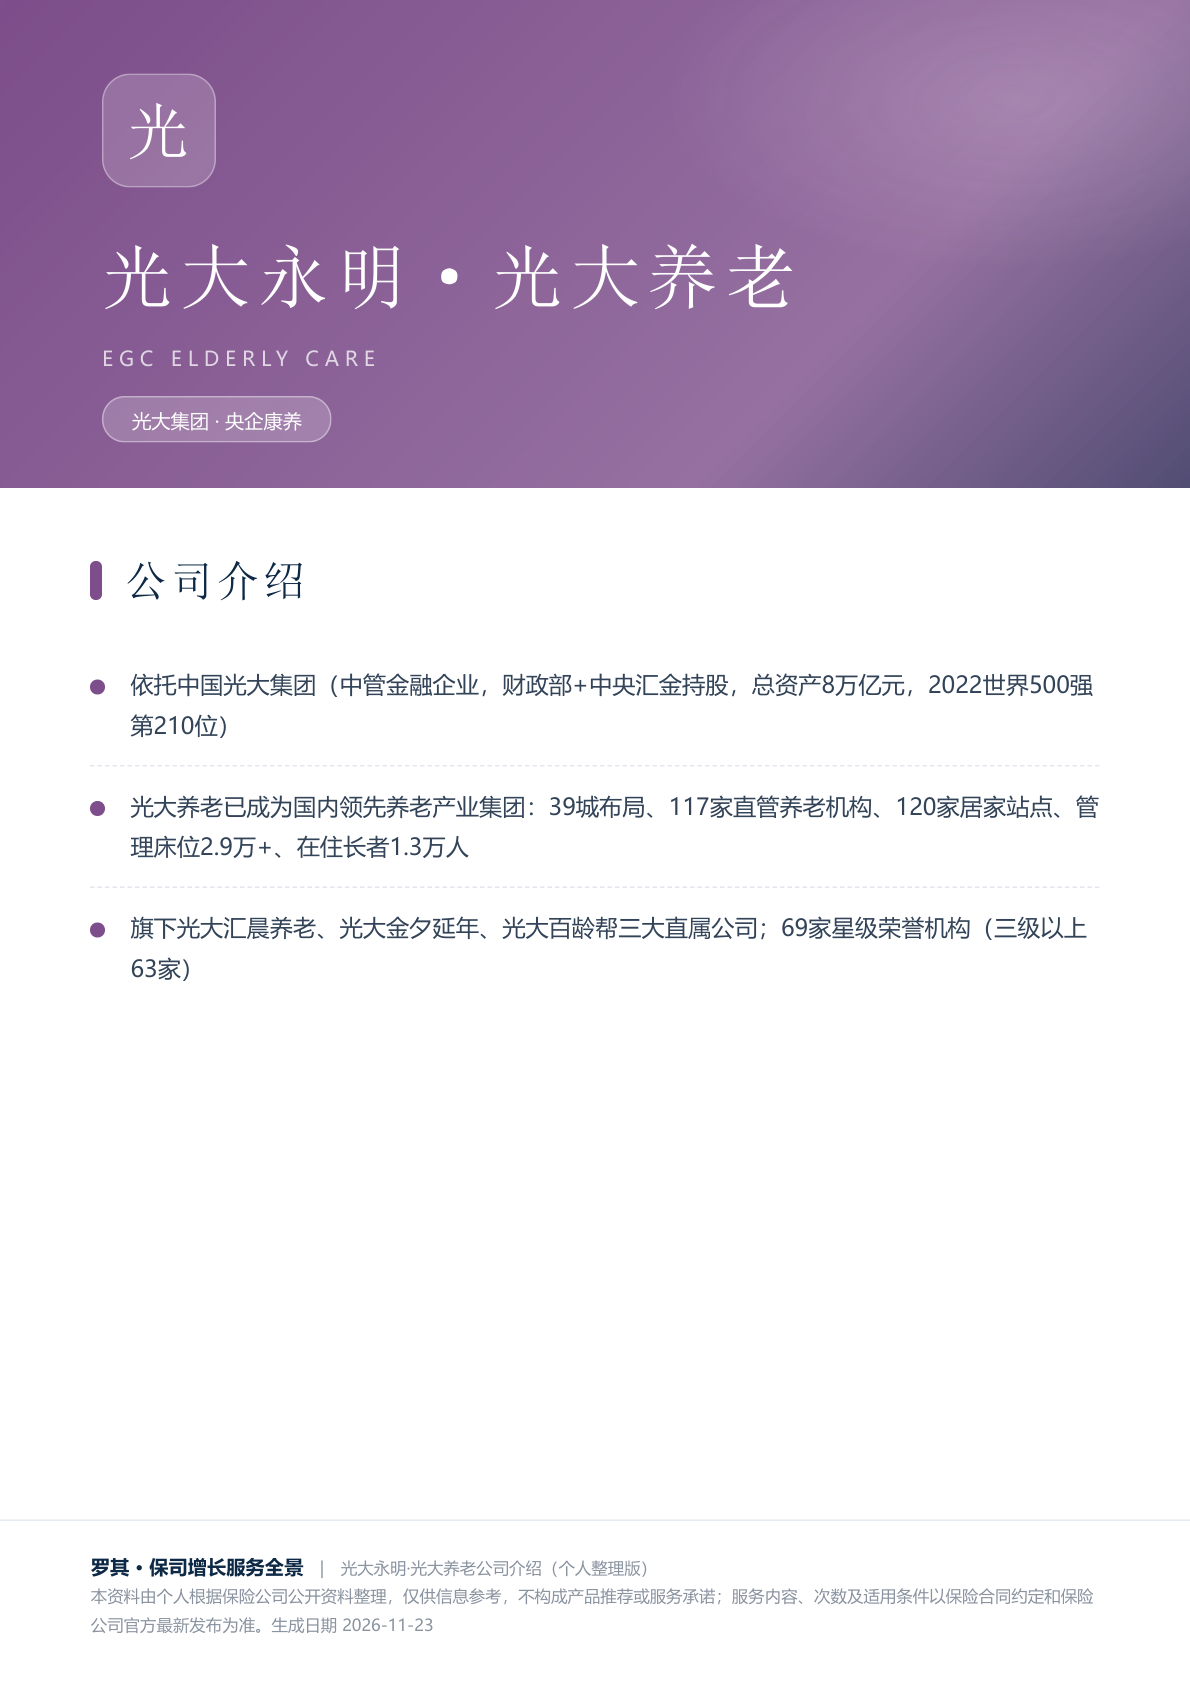 光
光大永明·光大养老
EGC ELDERLY CARE
光大集团·央企康养
公司介绍
依托中国光大集团（中管金融企业，财政部+中央汇金持股，总资产8万亿元，2022世界500强
第210位）
光大养老已成为国内领先养老产业集团：39城布局、117家直管养老机构、120家居家站点、管
理床位2.9万+、在住长者1.3万人
旗下光大汇晨养老、光大金夕延年、光大百龄帮三大直属公司；69家星级荣誉机构（三级以上
63家）
罗其·保司增长服务全景 | 光大永明·光大养老公司介绍（个人整理版）
本资料由个人根据保险公司公开资料整理，仅供信息参考，不构成产品推荐或服务承诺；服务内容、次数及适用条件以保险合同约定和保险
公司官方最新发布为准。生成日期 2026-11-23